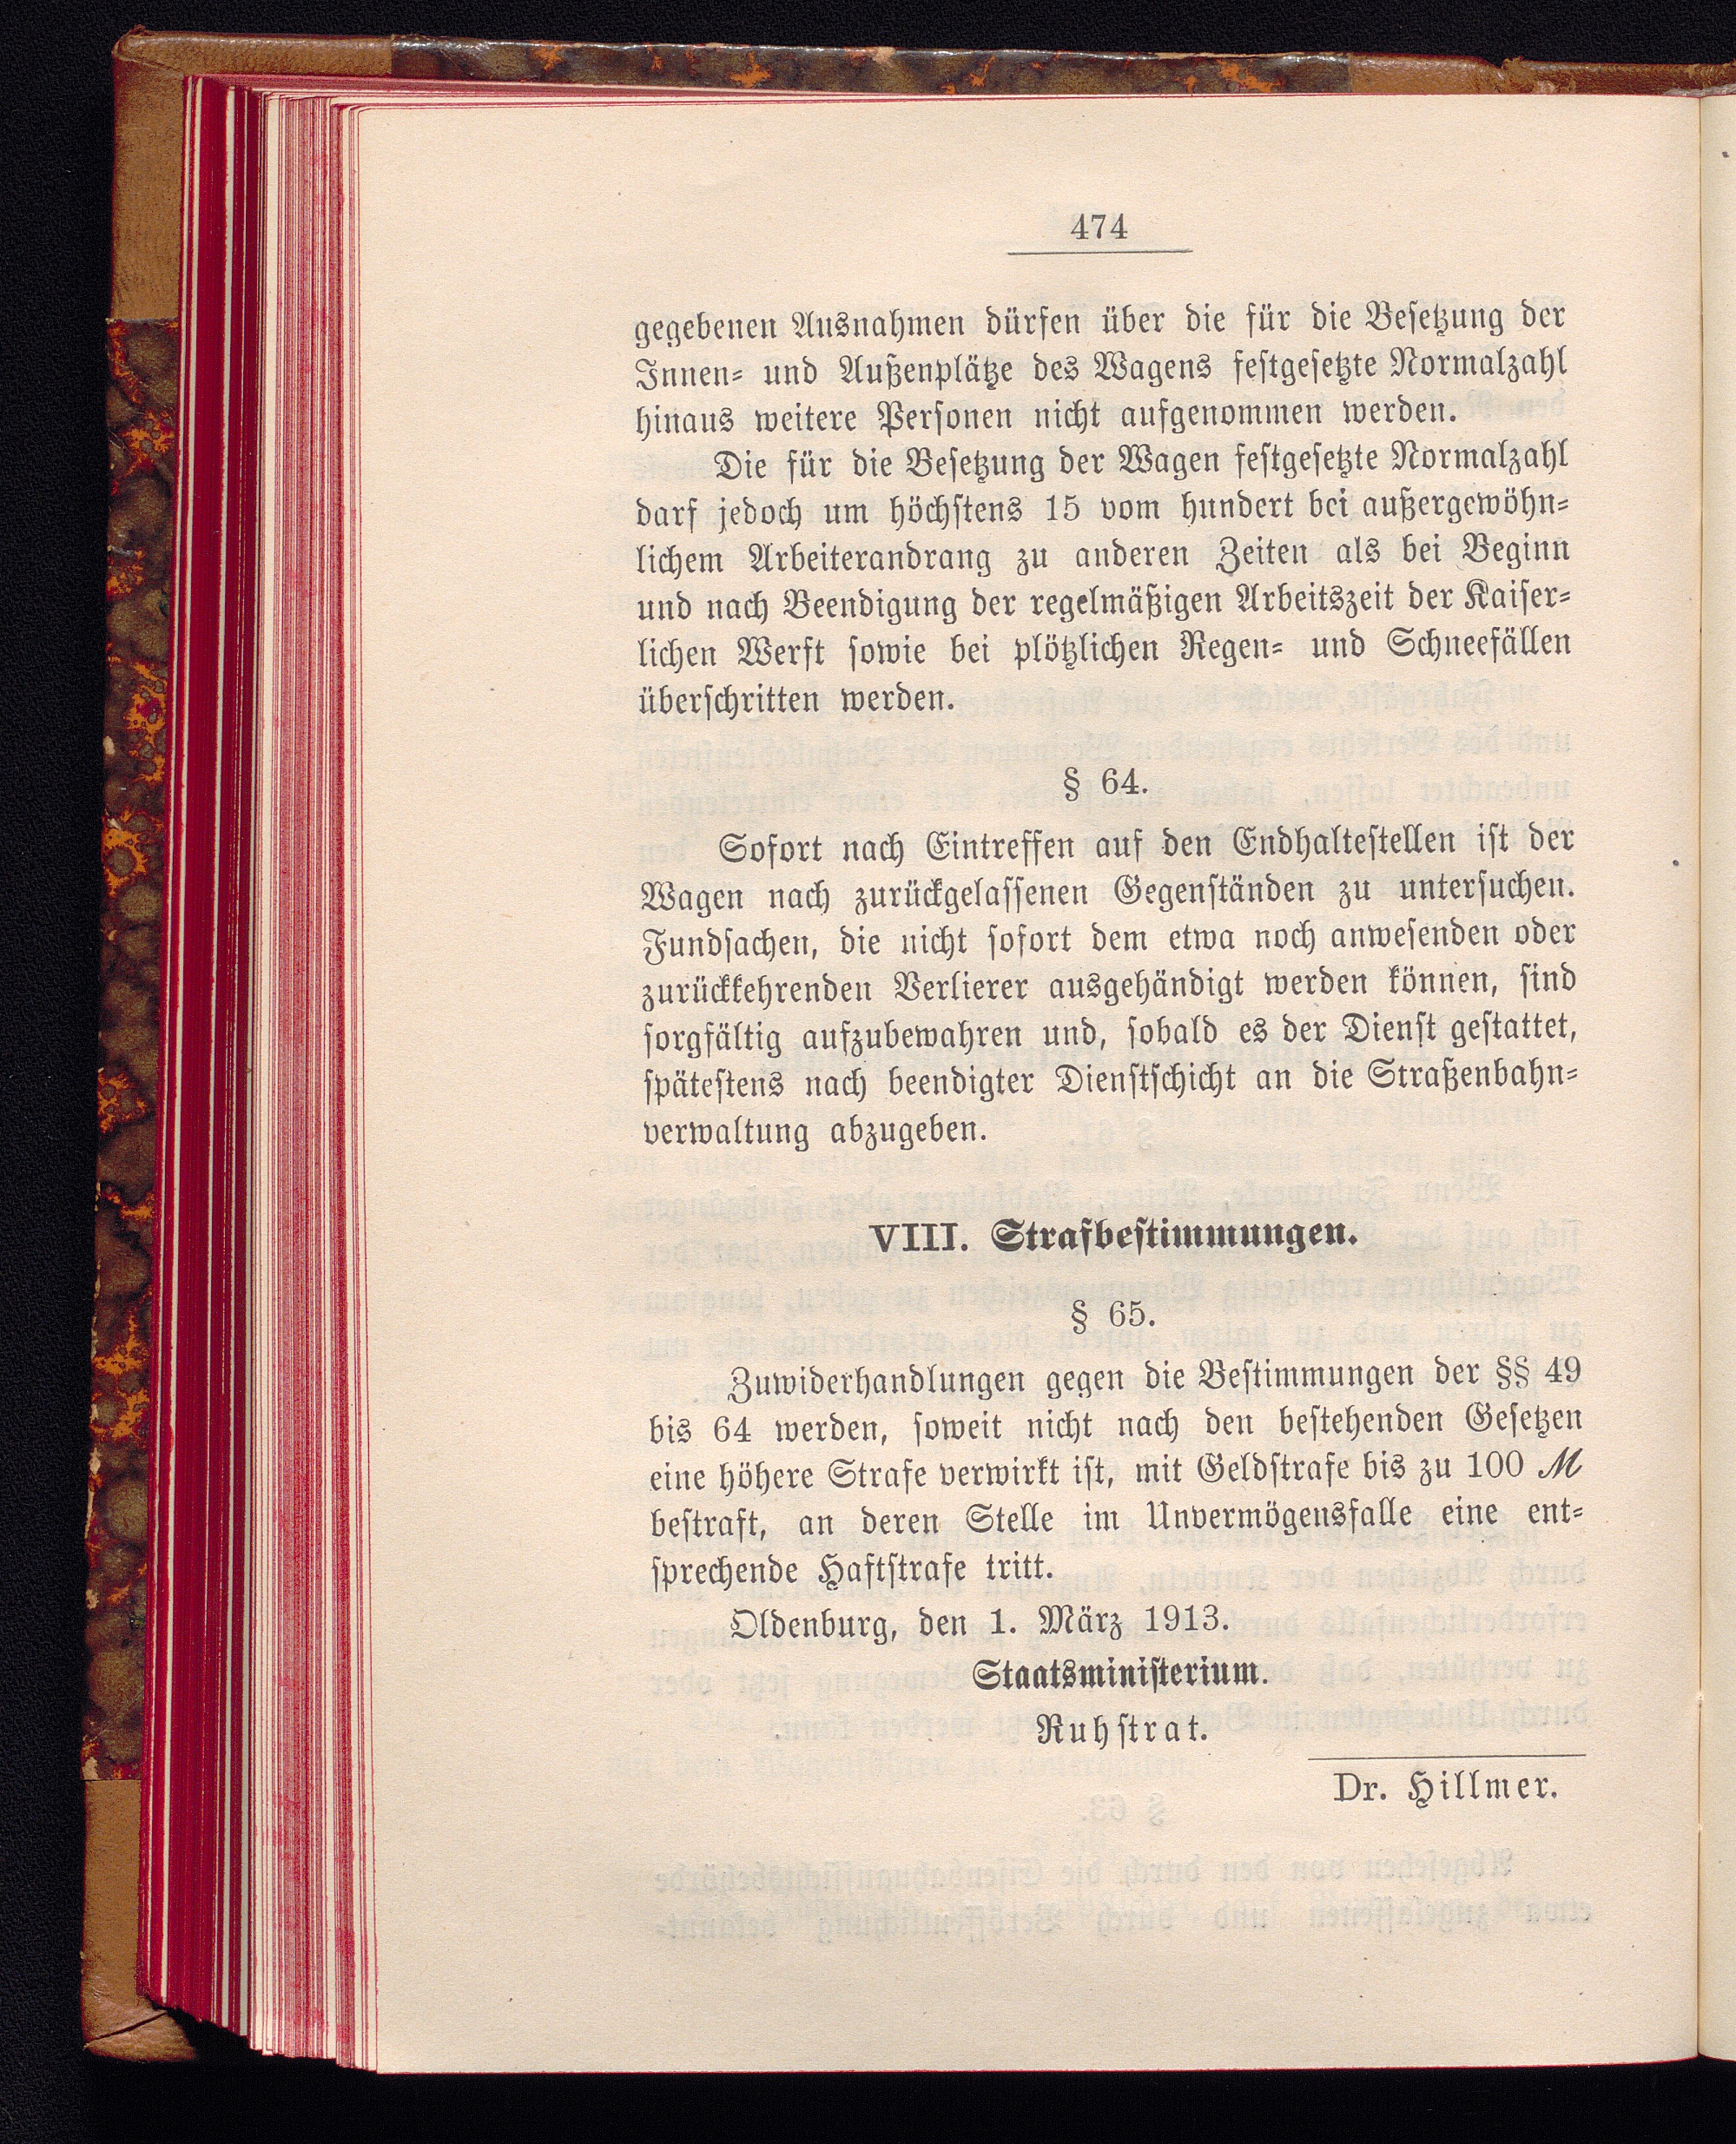 474
gegebenen Ausnahmen dürfen über die für die Besetzung der
Innen- und Außenplätze des Wagens festgesetzte Normalzahl
hinaus weitere Personen nicht aufgenommen werden.
Die für die Besetzung der Wagen festgesetzte Normalzahl
darf jedoch um höchstens 15 vom hundert bei außergewöhn-
lichem Arbeiterandrang zu anderen Zeiten als bei Beginn
und nach Beendigung der regelmäßigen Arbeitszeit der Kaiser-
lichen Werft sowie bei plötzlichen Regen- und Schneefällen
überschritten werden.
§ 64.
Sofort nach Eintreffen auf den Endhaltestellen ist der
Wagen nach zurückgelassenen Gegenständen zu untersuchen.
Fundsachen, die nicht sofort dem etwa noch anwesenden oder
zurückkehrenden Verlierer ausgehändigt werden können, sind
sorgfältig aufzubewahren und, sobald es der Dienst gestattet,
spätestens nach beendigter Dienstschicht an die Straßenbahn-
verwaltung abzugeben.
VIII. Strafbestimmungen.
§ 65.
Zuwiderhandlungen gegen die Bestimmungen der §§ 49
bis 64 werden, soweit nicht nach den bestehenden Gesetzen
eine höhere Strafe verwirkt ist, mit Geldstrafe bis zu 100 ℳ
bestraft, an deren Stelle im Unvermögensfalle eine ent-
sprechende Haftstrafe tritt.
Oldenburg, den 1. März 1913.
Staatsministerium.
Ruhstrat.
Dr. Hillmer.